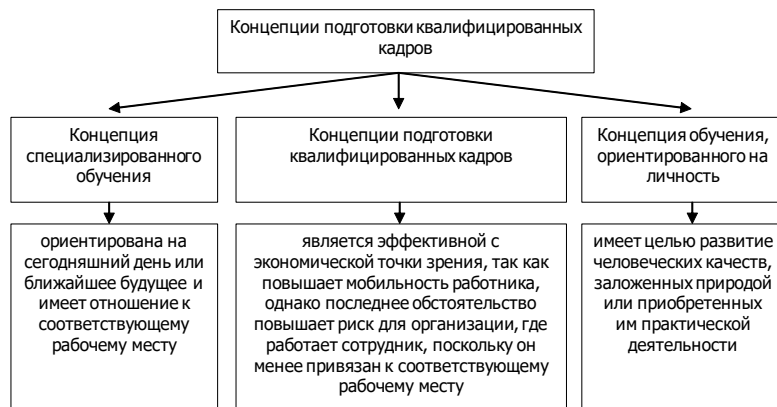 Концепции подготовки квалифицированных
кадров
Концепция
специализированного
обучения
Концепции подготовки
квалифицированных кадров
Концепция обучения,
ориентированного на
личность
ориентирована на
сегодняшний день или
ближайшее будущее и
имеет отношение к
соответствующему
рабочему месту
является эффективной с
экономической точки зрения, так как
повышает мобильность работника,
однако последнее обстоятельство
повышает риск для организации, где
работает сотрудник, поскольку он
менее привязан к соответствующему
рабочему месту
имеет целью развитие
человеческих качеств,
заложенных природой
или приобретенных
им практической
деятельности